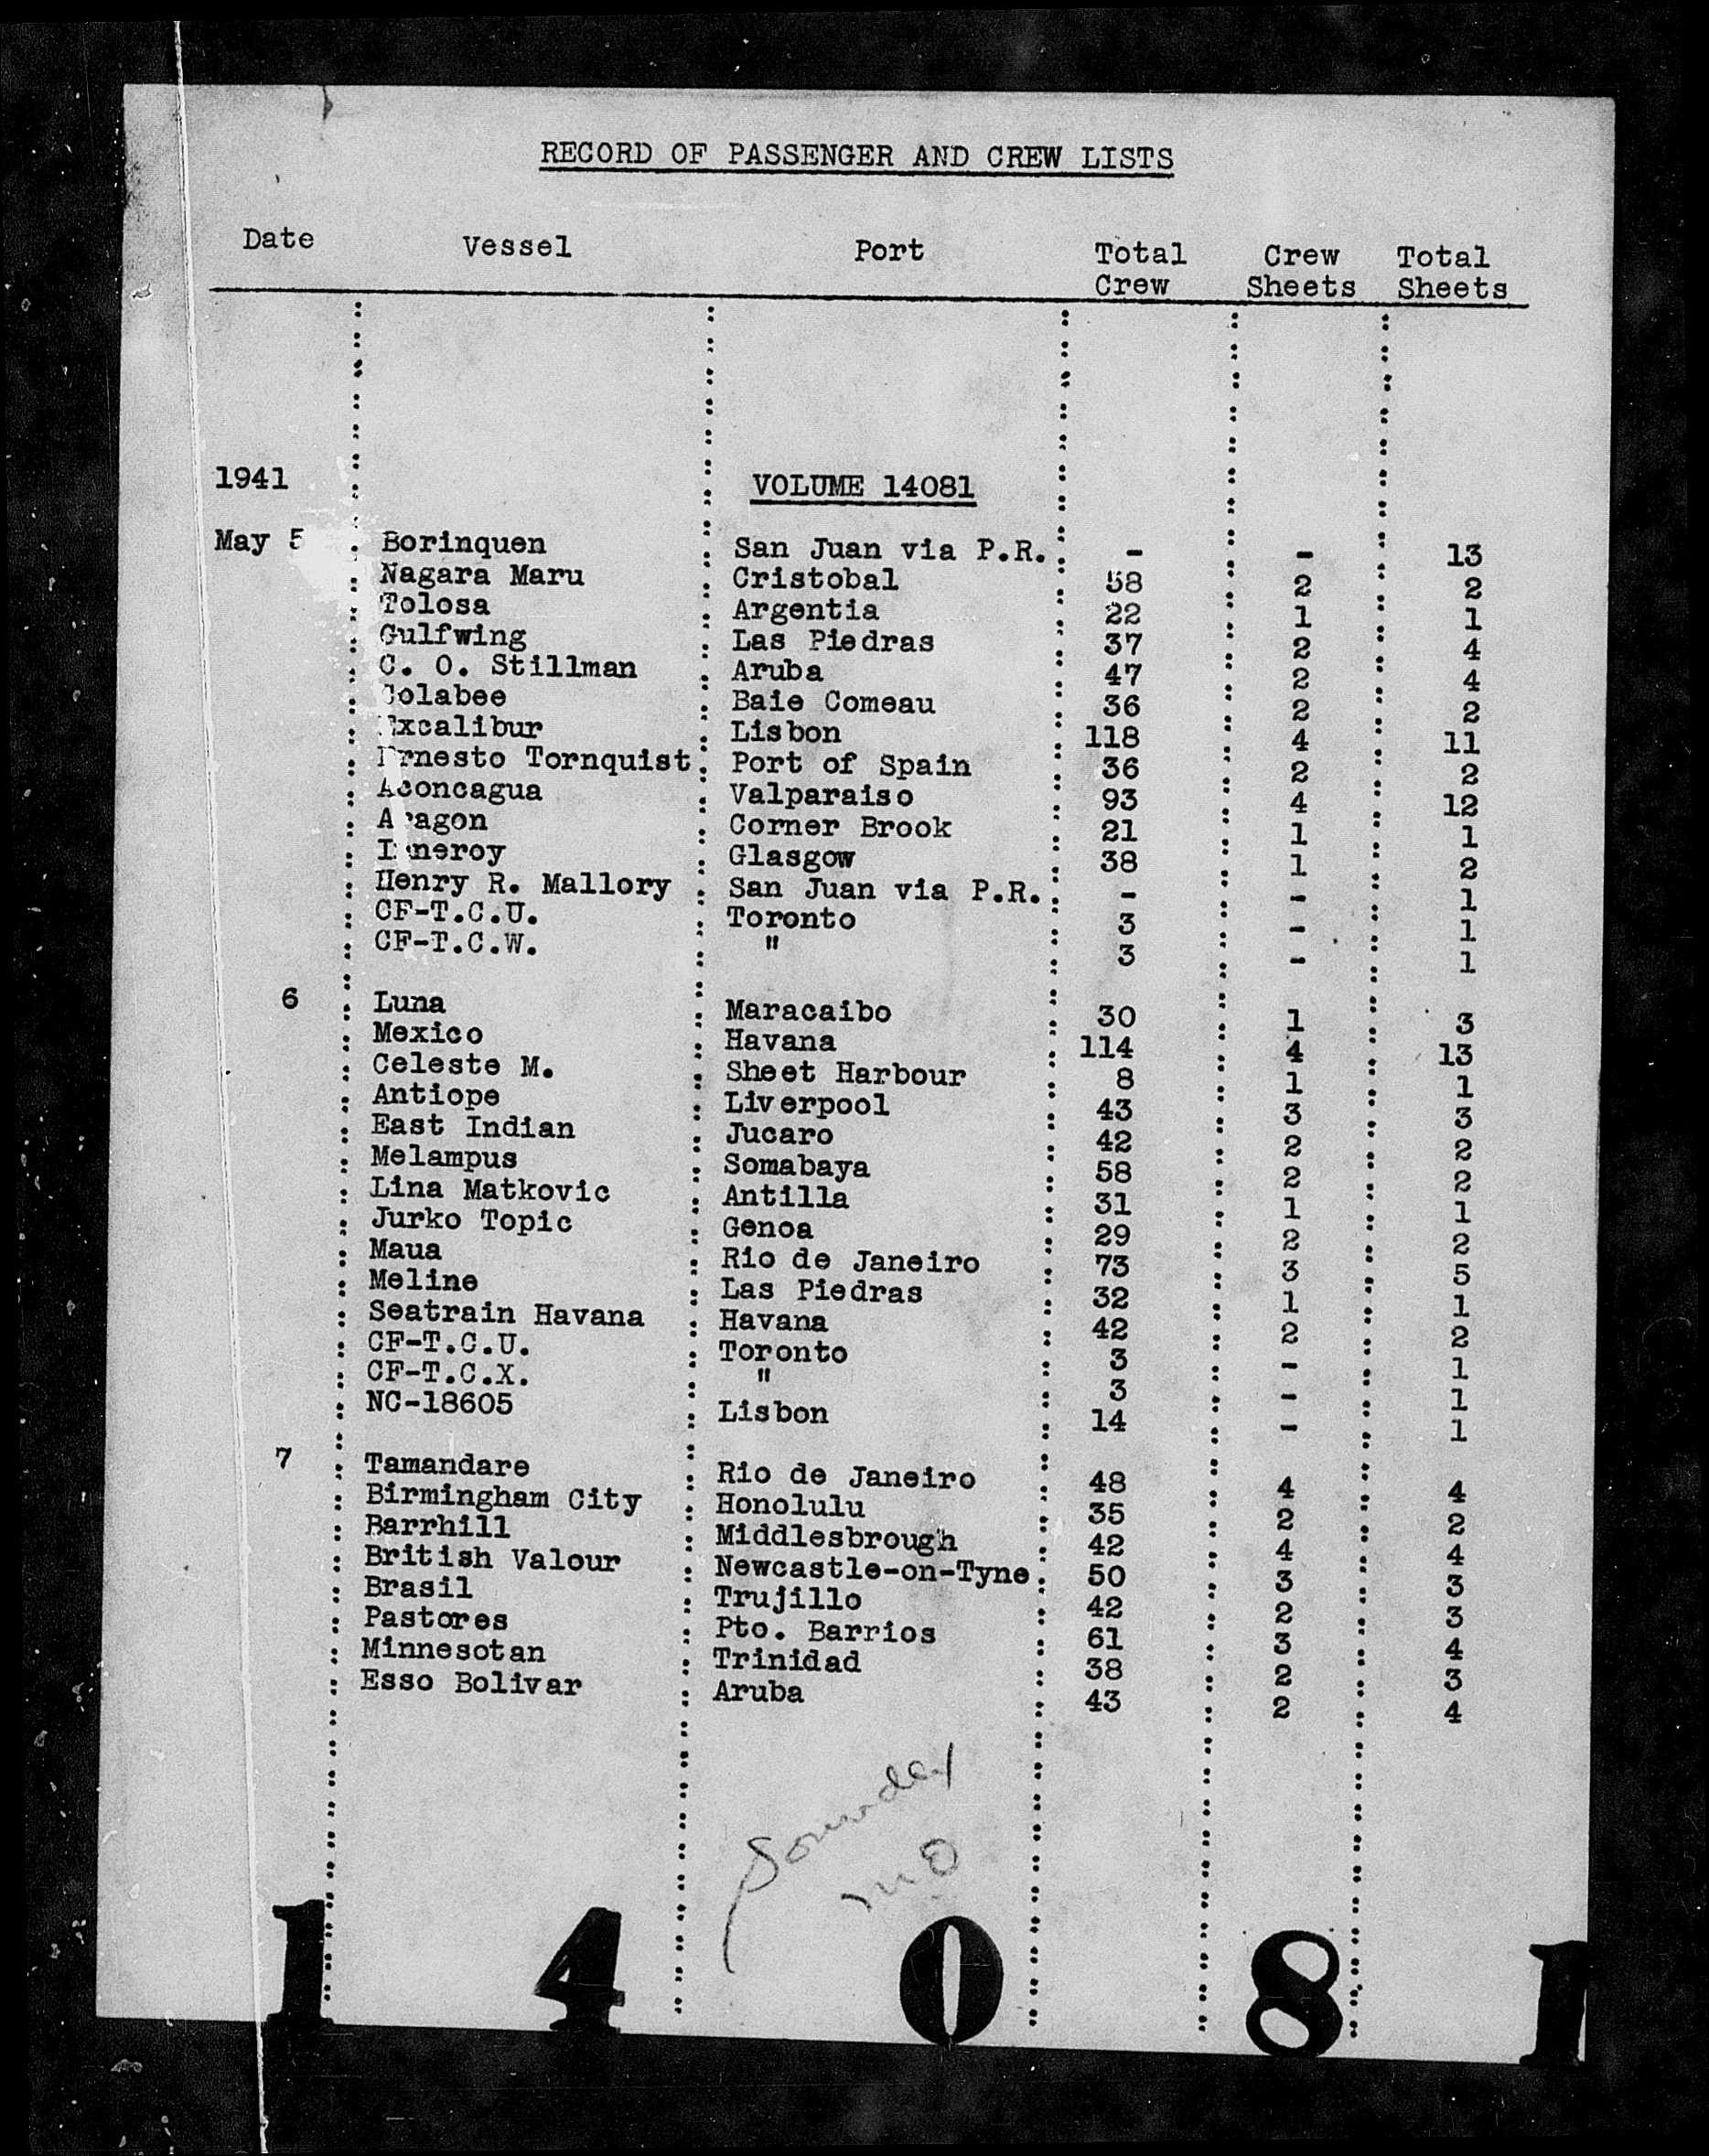 RECORD OF PASSENGER AND CREW LISTS
Date Vessel Port Total Crew Crew Sheets Total Sheets
1941 VOLUME 14081
May 5 Borinquen San Juan via P.R. - - 13
Nagara Maru Cristobal 58 2 2
Tolosa Argentia 22 1 1
Gulfwing Las Piedras 37 2 4
C. O. Stillman Aruba 47 2 4
Colabee Baie Comeau 36 2 2
Excalibur Lisbon 118 4 11
Ernesto Tornquist Port of Spain 36 2 2
Aconcagua Valparaiso 93 4 12
Aragon Corner Brook 21 1 1
Glasgow 38 1 2
Henry R. Mallory San Juan via P.R. - - 1
CF-T.C.U. Toronto 3 - 1
CF-T.C.W. " 3 - 1
6 Luna Maracaibo 30 1 3
Mexico Havana 114 4 13
Celeste M. Sheet Harbour 8 1 1
Antiope Liverpool 43 3 3
East Indian Jucaro 42 2 2
Melampus Somabaya 58 2 2
Lina Matkovic Antilla 31 1 1
Jurko Topic Genoa 29 2 2
Maua Rio de Janeiro 73 3 5
Meline Las Piedras 32 1 1
Seatrain Havana Havana 42 2 2
CF-T.C.U. Toronto 3 - 1
CF-T.C.X. " 3 - 1
NC-18605 Lisbon 14 - 1
7 Tamandare Rio de Janeiro 48 4 4
Birmingham City Honolulu 35 2 2
Barrhill Middlesbrough 42 4 4
British Valour Newcastle-on-Tyne 50 3 3
Brasil Trujillo 42 2 3
Pastores Pto. Barrios 61 3 4
Minnesotan Trinidad 38 2 3
Esso Bolivar Aruba 43 2 4
14081